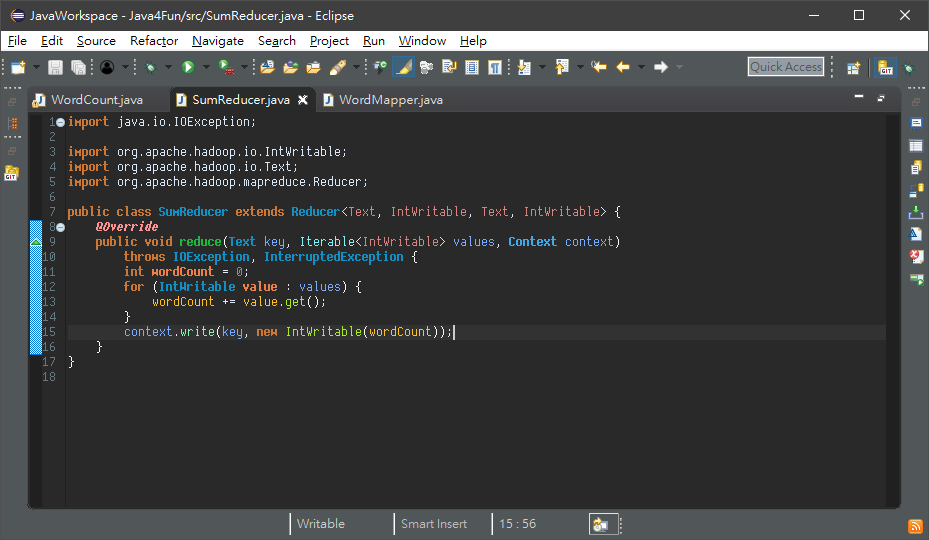 JavaWorkspace - Java4Fun/src/SumReducer.java - Eclipse
File Edit Source Refactor Navigate Search Project Run Window Help
Quick Access
GIT
WordCount.java SumReducer.java WordMapper.java
GIT
1 import java.io.IOException;
2
3 import org.apache.hadoop.io.IntWritable;
4 import org.apache.hadoop.io.Text;
5 import org.apache.hadoop.mapreduce.Reducer;
6
7 public class SumReducer extends Reducer<Text, IntWritable, Text, IntWritable> {
8 @Override
9 public void reduce(Text key, Iterable<IntWritable> values, Context context)
10 throws IOException, InterruptedException {
11 int wordCount = 0;
12 for (IntWritable value : values) {
13 wordCount += value.get();
14 }
15 context.write(key, new IntWritable(wordCount));
16 }
17 }
18
Writable Smart Insert 15 : 56